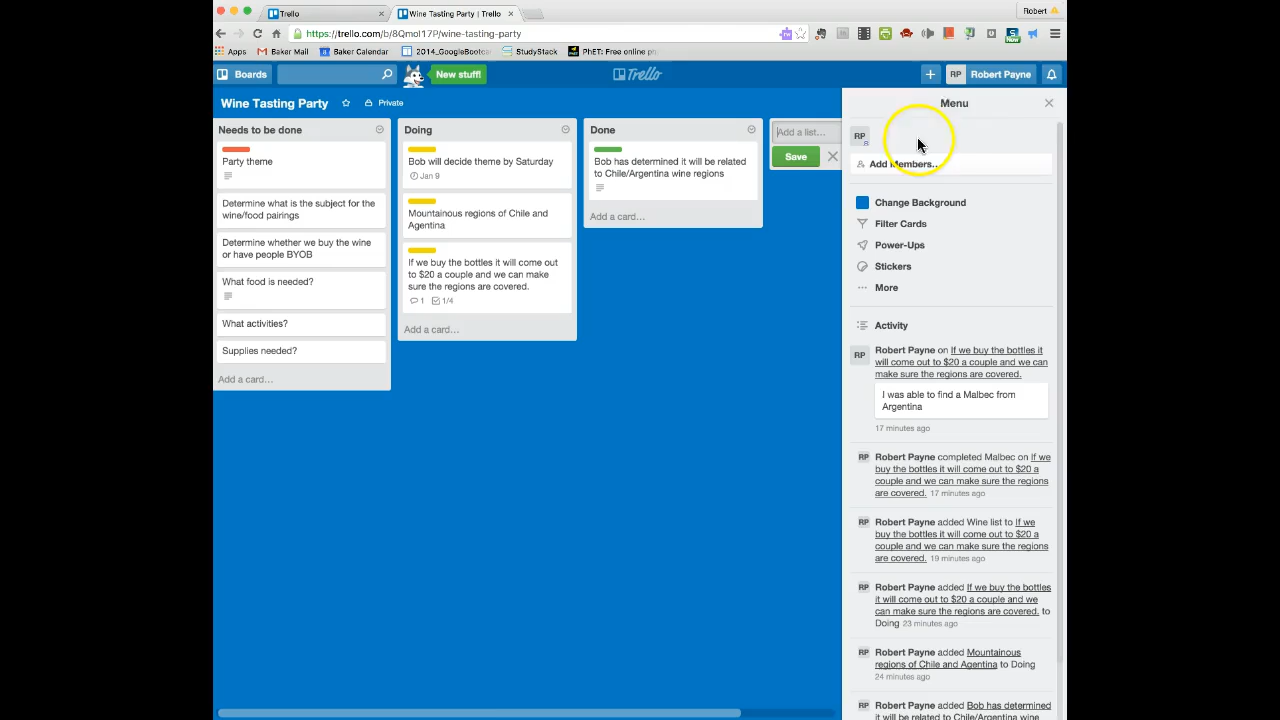 Trello
Wine Tasting Party | Trello
Robert
https://trello.com/b/8Qmol17P/wine-tasting-party
Apps
Baker Mail
Baker Calendar
2014_GoogleBootca
StudyStack
PhET: Free online ph
Boards
New stuff!
Trello
RP
Robert Payne
Wine Tasting Party
Private
Needs to be done
Party theme
Determine what is the subject for the
wine/food pairings
Determine whether we buy the wine
or have people BYOB
What food is needed?
What activities?
Supplies needed?
Add a card…
Doing
Bob will decide theme by Saturday
Jan 9
Mountainous regions of Chile and
Agentina
If we buy the bottles it will come out
to $20 a couple and we can make
sure the regions are covered.
1 1/4
Add a card…
Done
Bob has determined it will be related
to Chile/Argentina wine regions
Add a card…
Add a list…
Save
Menu
RP
Add Members…
Change Background
Filter Cards
Power-Ups
Stickers
More
Activity
RP
Robert Payne on If we buy the bottles it
will come out to $20 a couple and we can
make sure the regions are covered.
I was able to find a Malbec from
Argentina
17 minutes ago
RP
Robert Payne completed Malbec on If we
buy the bottles it will come out to $20 a
couple and we can make sure the regions
are covered. 17 minutes ago
RP
Robert Payne added Wine list to If we
buy the bottles it will come out to $20 a
couple and we can make sure the regions
are covered. 19 minutes ago
RP
Robert Payne added If we buy the bottles
it will come out to $20 a couple and we
can make sure the regions are covered. to
Doing 23 minutes ago
RP
Robert Payne added Mountainous
regions of Chile and Agentina to Doing
24 minutes ago
RP
Robert Payne added Bob has determined
it will be related to Chile/Argentina wine